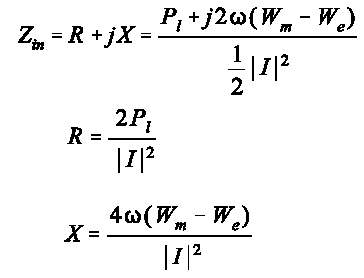 Z_in = R + jX = (P_l + j2ω(W_m − W_e)) / (1/2 |I|²)
R = 2P_l / |I|²
X = 4ω(W_m − W_e) / |I|²